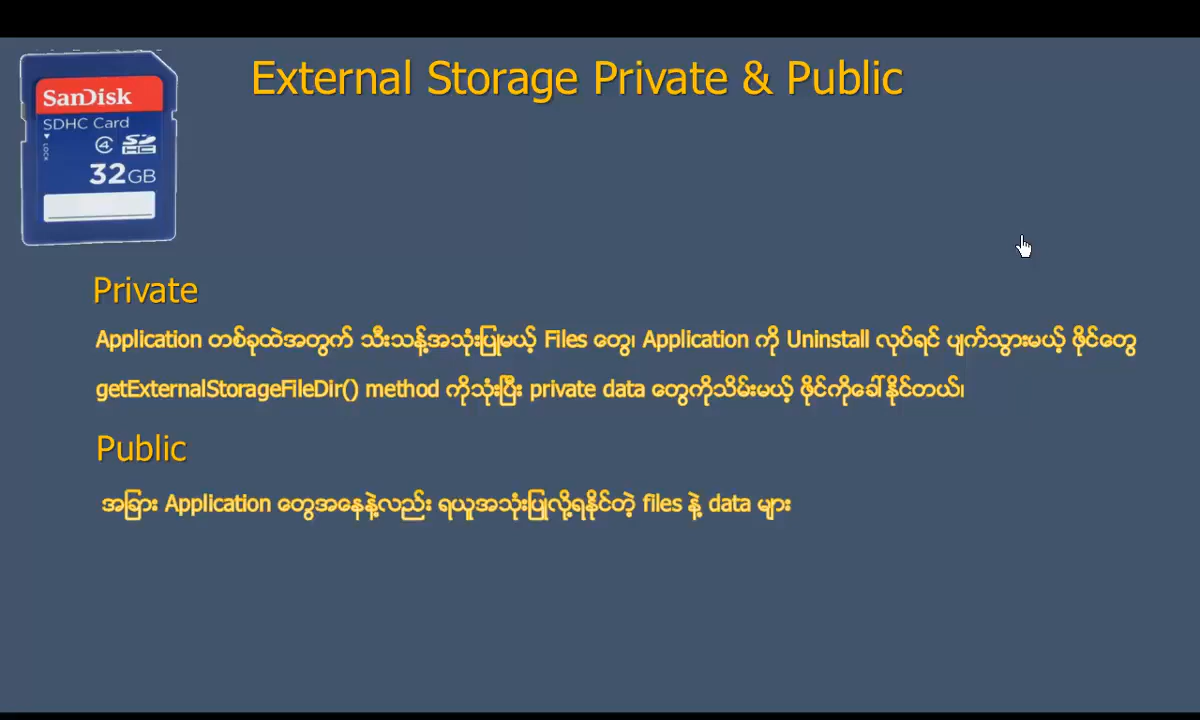 External Storage Private & Public
SanDisk
SDHC Card
LOCK
4
SD HC
32GB
Private
Application တစ်ခုထဲအတွက် သီးသန့်အသုံးပြုမယ့် Files တွေ၊ Application ကို Uninstall လုပ်ရင် ပျက်သွားမယ့် ဖိုင်တွေ
getExternalStorageFileDir() method ကိုသုံးပြီး private data တွေကိုသိမ်းမယ့် ဖိုင်ကိုခေါ်နိုင်တယ်၊
Public
အခြား Application တွေအနေနဲ့လည်း ရယူအသုံးပြုလို့ရနိုင်တဲ့ files နဲ့ data များ